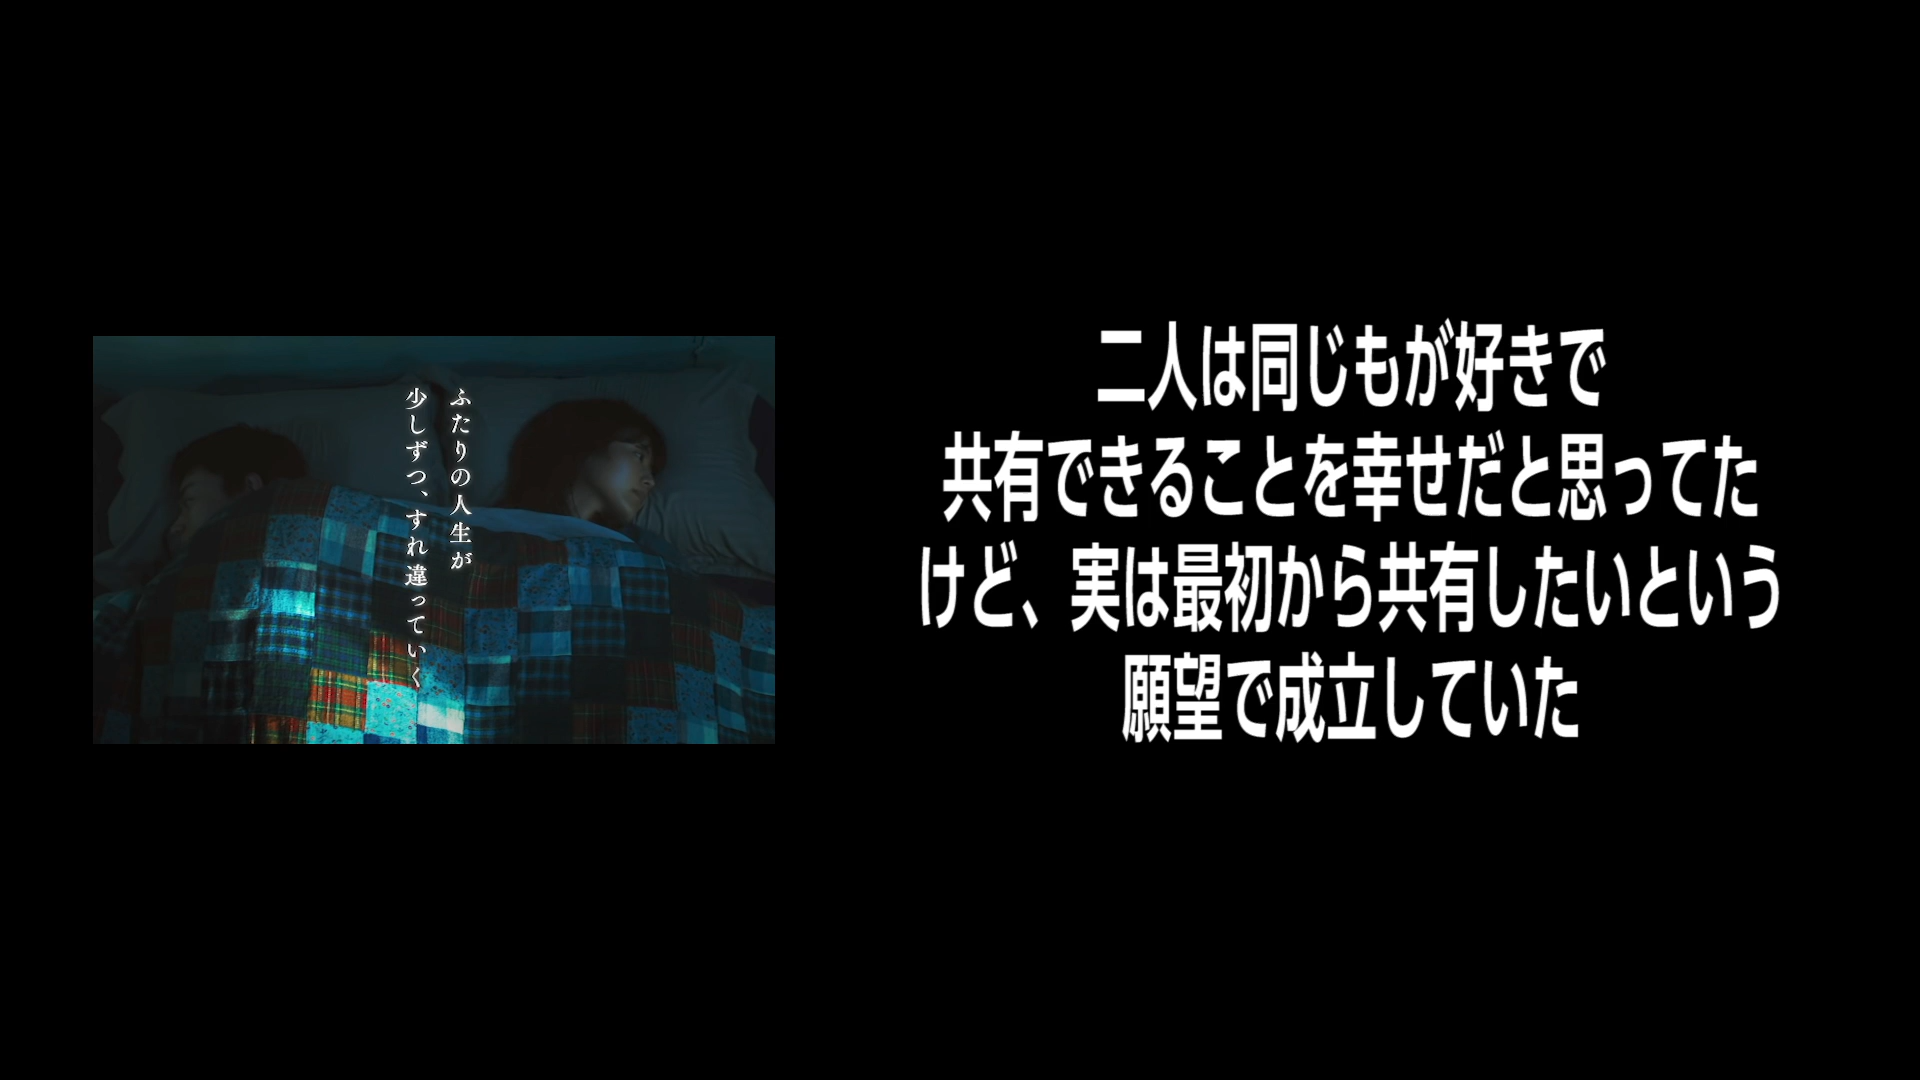 ふたりの人生が
少しずつ、すれ違っていく
二人は同じもが好きで
共有できることを幸せだと思ってた
けど、実は最初から共有したいという
願望で成立していた